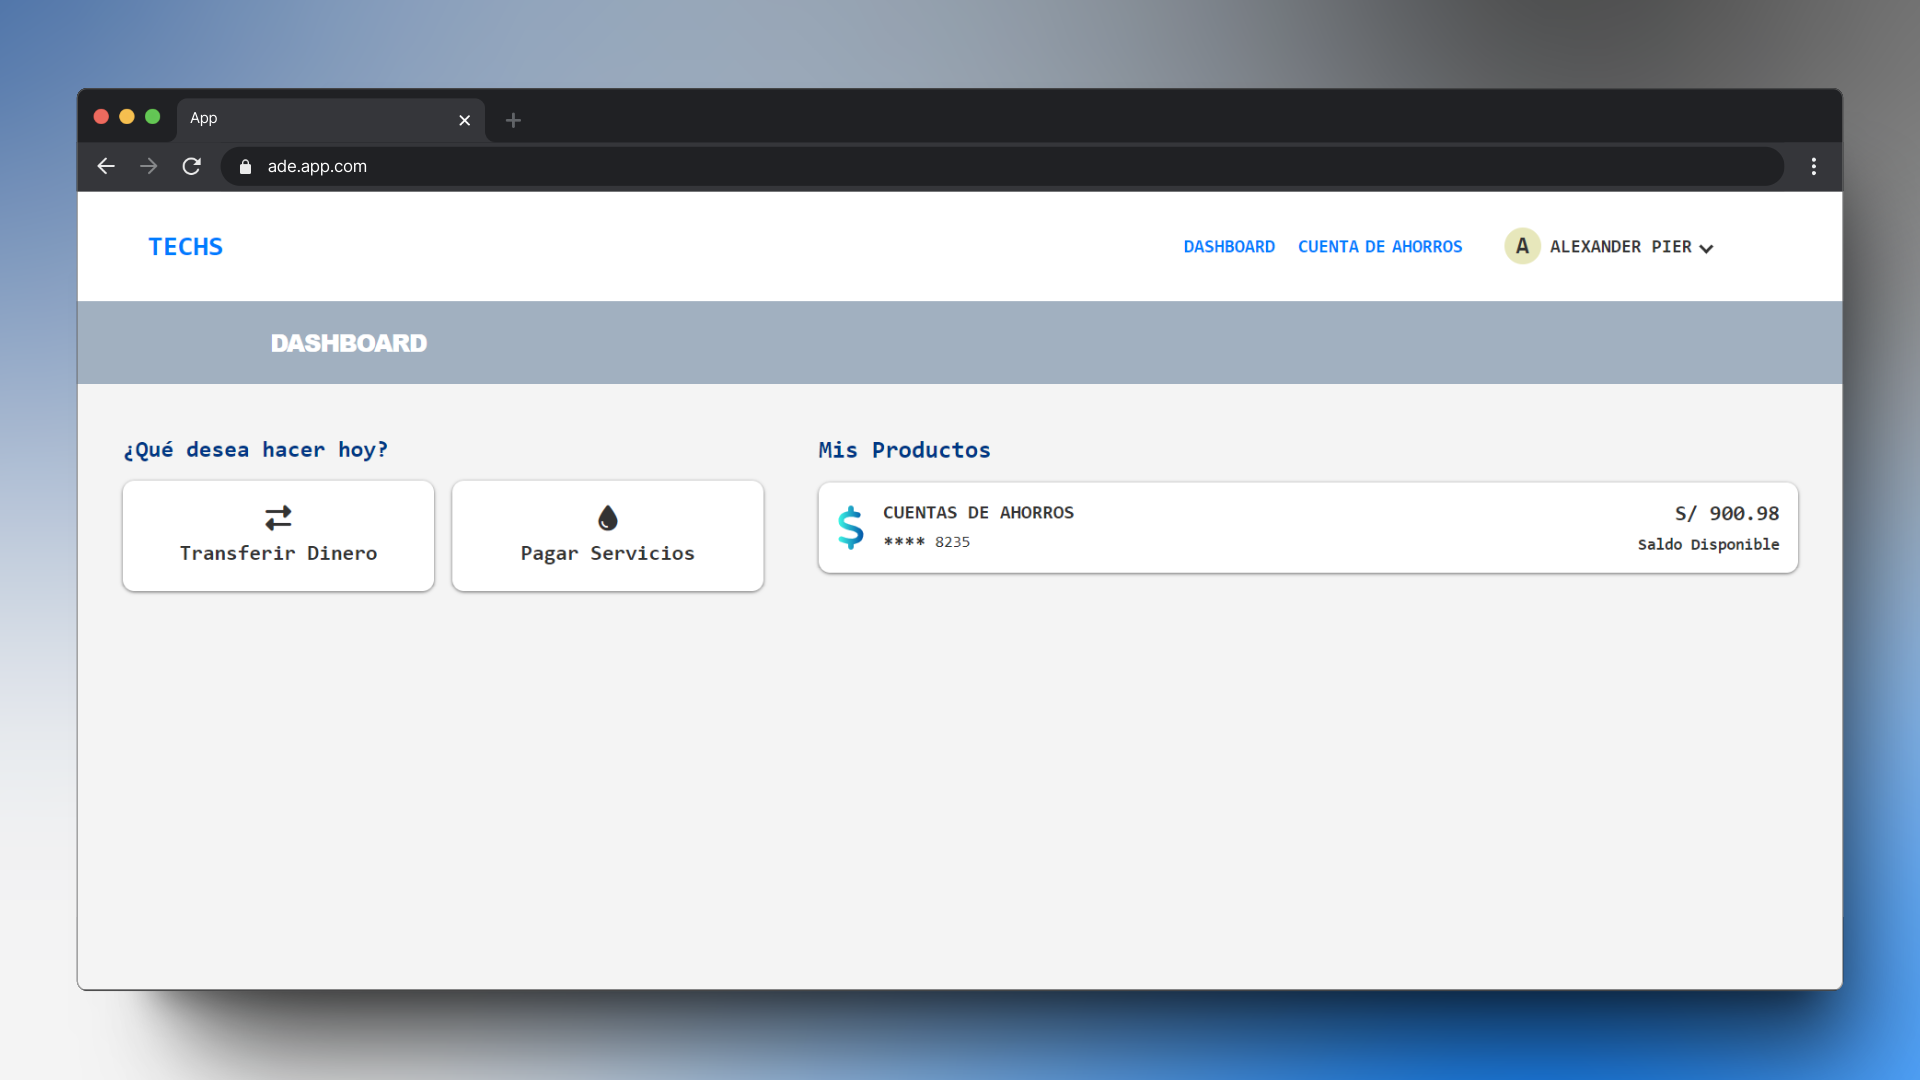 App
ade.app.com
TECHS
DASHBOARD
CUENTA DE AHORROS
A
ALEXANDER PIER
DASHBOARD
¿Qué desea hacer hoy?
Transferir Dinero
Pagar Servicios
Mis Productos
CUENTAS DE AHORROS
**** 8235
S/ 900.98
Saldo Disponible